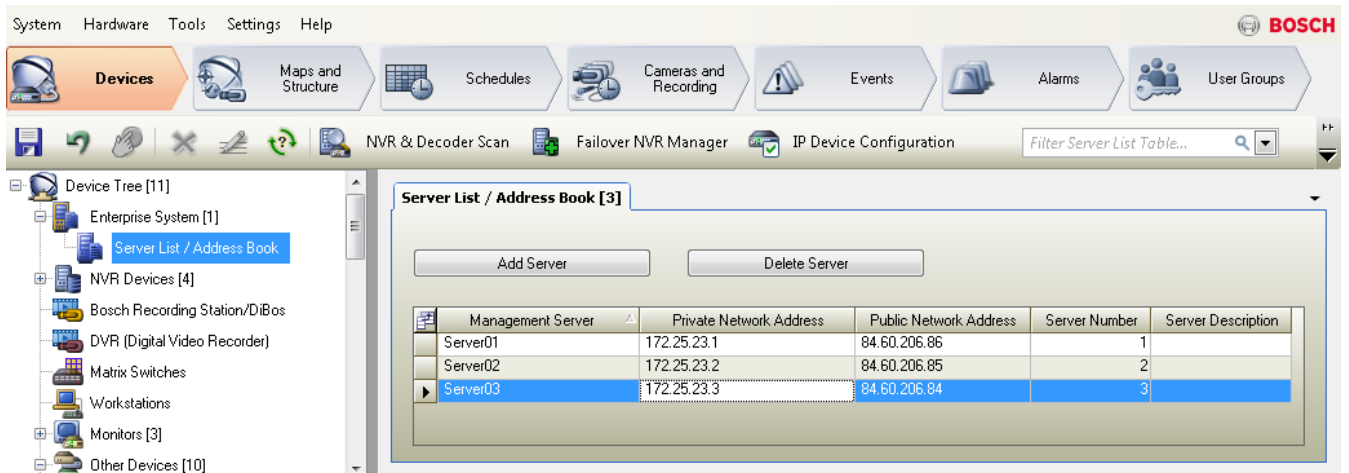 System Hardware Tools Settings Help
BOSCH
Devices
Maps and
Structure
Schedules
Cameras and
Recording
Events
Alarms
User Groups
NVR & Decoder Scan Failover NVR Manager IP Device Configuration Filter Server List Table...
Device Tree [11]
Enterprise System [1]
Server List / Address Book
NVR Devices [4]
Bosch Recording Station/DiBos
DVR (Digital Video Recorder)
Matrix Switches
Workstations
Monitors [3]
Other Devices [10]
Server List / Address Book [3]
Add Server Delete Server
Management Server Private Network Address Public Network Address Server Number Server Description
Server01 172.25.23.1 84.60.206.86 1
Server02 172.25.23.2 84.60.206.85 2
Server03 172.25.23.3 84.60.206.84 3